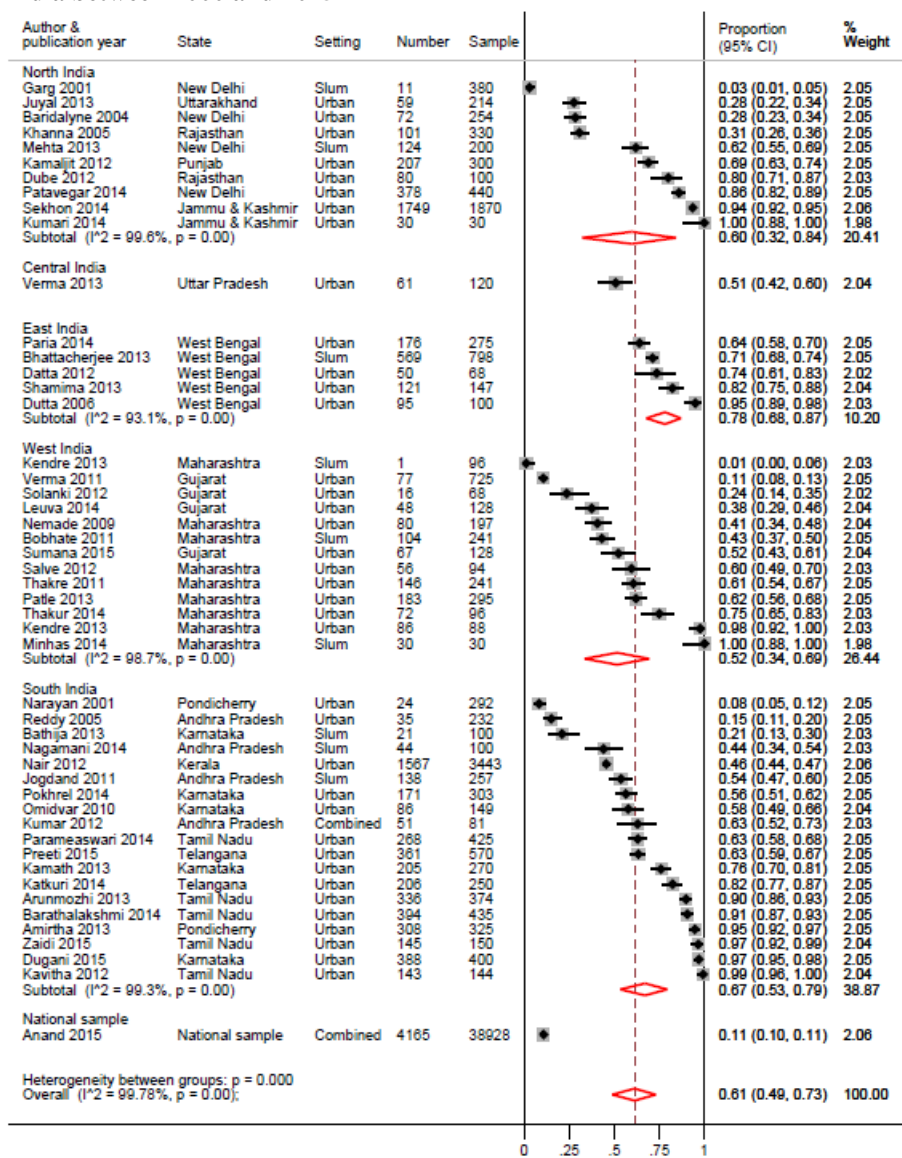 Author & publication year State Setting Number Sample Proportion (95% CI) % Weight
North India
Garg 2001 New Delhi Slum 11 380 0.03 (0.01, 0.05) 2.05
Juyal 2013 Uttarakhand Urban 59 214 0.28 (0.22, 0.34) 2.05
Baridalyne 2004 New Delhi Urban 72 254 0.28 (0.23, 0.34) 2.05
Khanna 2005 Rajasthan Urban 101 330 0.31 (0.26, 0.36) 2.05
Mehta 2013 New Delhi Slum 124 200 0.62 (0.55, 0.69) 2.05
Kamaljit 2012 Punjab Urban 207 300 0.69 (0.63, 0.74) 2.05
Dube 2012 Rajasthan Urban 80 100 0.80 (0.71, 0.87) 2.03
Patavegar 2014 New Delhi Urban 378 440 0.86 (0.82, 0.89) 2.05
Sekhon 2014 Jammu & Kashmir Urban 1749 1870 0.94 (0.92, 0.95) 2.06
Kumari 2014 Jammu & Kashmir Urban 30 30 1.00 (0.88, 1.00) 1.98
Subtotal (I^2 = 99.6%, p = 0.00) 0.60 (0.32, 0.84) 20.41
Central India
Verma 2013 Uttar Pradesh Urban 61 120 0.51 (0.42, 0.60) 2.04
East India
Paria 2014 West Bengal Urban 176 275 0.64 (0.58, 0.70) 2.05
Bhattacherjee 2013 West Bengal Slum 569 798 0.71 (0.68, 0.74) 2.05
Datta 2012 West Bengal Urban 50 68 0.74 (0.61, 0.83) 2.02
Shamima 2013 West Bengal Urban 121 147 0.82 (0.75, 0.88) 2.04
Dutta 2006 West Bengal Urban 95 100 0.95 (0.89, 0.98) 2.03
Subtotal (I^2 = 93.1%, p = 0.00) 0.78 (0.68, 0.87) 10.20
West India
Kendre 2013 Maharashtra Slum 1 96 0.01 (0.00, 0.06) 2.03
Verma 2011 Gujarat Urban 77 725 0.11 (0.08, 0.13) 2.05
Solanki 2012 Gujarat Urban 16 68 0.24 (0.14, 0.35) 2.02
Leuva 2014 Gujarat Urban 48 128 0.38 (0.29, 0.46) 2.04
Nemade 2009 Maharashtra Urban 80 197 0.41 (0.34, 0.48) 2.04
Bobhate 2011 Maharashtra Slum 104 241 0.43 (0.37, 0.50) 2.05
Sumana 2015 Gujarat Urban 67 128 0.52 (0.43, 0.61) 2.04
Salve 2012 Maharashtra Urban 56 94 0.60 (0.49, 0.70) 2.03
Thakre 2011 Maharashtra Urban 146 241 0.61 (0.54, 0.67) 2.05
Patle 2013 Maharashtra Urban 183 295 0.62 (0.56, 0.68) 2.05
Thakur 2014 Maharashtra Urban 72 96 0.75 (0.65, 0.83) 2.03
Kendre 2013 Maharashtra Urban 86 88 0.98 (0.92, 1.00) 2.03
Minhas 2014 Maharashtra Slum 30 30 1.00 (0.88, 1.00) 1.98
Subtotal (I^2 = 98.7%, p = 0.00) 0.52 (0.34, 0.69) 26.44
South India
Narayan 2001 Pondicherry Urban 24 292 0.08 (0.05, 0.12) 2.05
Reddy 2005 Andhra Pradesh Urban 35 232 0.15 (0.11, 0.20) 2.05
Bathija 2013 Karnataka Slum 21 100 0.21 (0.13, 0.30) 2.03
Nagamani 2014 Andhra Pradesh Slum 44 100 0.44 (0.34, 0.54) 2.03
Nair 2012 Kerala Urban 1567 3443 0.46 (0.44, 0.47) 2.06
Jogdand 2011 Andhra Pradesh Slum 138 257 0.54 (0.47, 0.60) 2.05
Pokhrel 2014 Karnataka Urban 171 303 0.56 (0.51, 0.62) 2.05
Omidvar 2010 Karnataka Urban 86 149 0.58 (0.49, 0.66) 2.04
Kumar 2012 Andhra Pradesh Combined 51 81 0.63 (0.52, 0.73) 2.03
Parameaswari 2014 Tamil Nadu Urban 268 425 0.63 (0.58, 0.68) 2.05
Preeti 2015 Telangana Urban 361 570 0.63 (0.59, 0.67) 2.05
Kamath 2013 Karnataka Urban 205 270 0.76 (0.70, 0.81) 2.05
Katkuri 2014 Telangana Urban 206 250 0.82 (0.77, 0.87) 2.05
Arunmozhi 2013 Tamil Nadu Urban 336 374 0.90 (0.86, 0.93) 2.05
Barathalakshmi 2014 Tamil Nadu Urban 394 435 0.91 (0.87, 0.93) 2.05
Amirtha 2013 Pondicherry Urban 308 325 0.95 (0.92, 0.97) 2.05
Zaidi 2015 Tamil Nadu Urban 145 150 0.97 (0.92, 0.99) 2.04
Dugani 2015 Karnataka Urban 388 400 0.97 (0.95, 0.98) 2.05
Kavitha 2012 Tamil Nadu Urban 143 144 0.99 (0.96, 1.00) 2.04
Subtotal (I^2 = 99.3%, p = 0.00) 0.67 (0.53, 0.79) 38.87
National sample
Anand 2015 National sample Combined 4165 38928 0.11 (0.10, 0.11) 2.06
Heterogeneity between groups: p = 0.000
Overall (I^2 = 99.78%, p = 0.00); 0.61 (0.49, 0.73) 100.00
0 .25 .5 .75 1